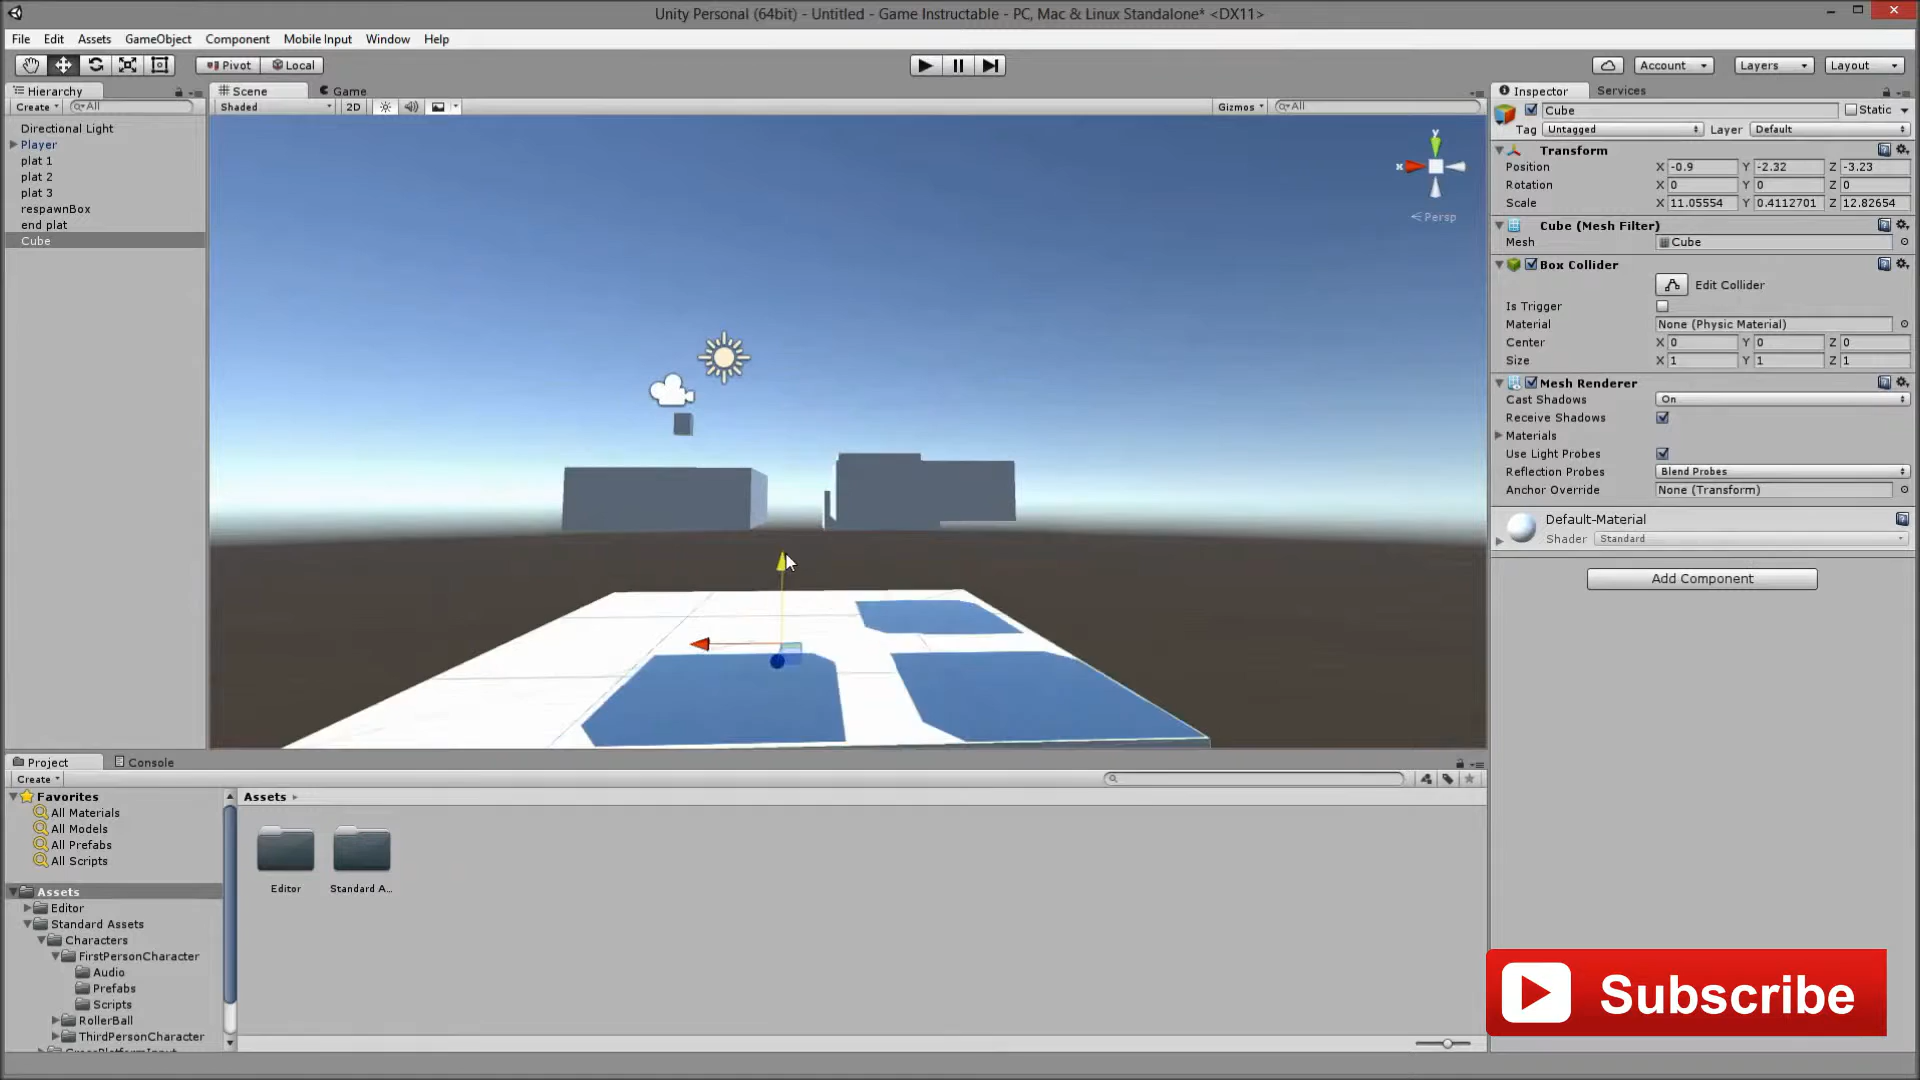 Unity Personal (64bit) - Untitled - Game Instructable - PC, Mac & Linux Standalone* <DX11>
File Edit Assets GameObject Component Mobile Input Window Help
Pivot Local Account Layers Layout
Hierarchy
Create All
Directional Light
Player
plat 1
plat 2
plat 3
respawnBox
end plat
Cube
Scene Game
Shaded 2D Gizmos All
y
x
Persp
Inspector Services
Cube Static
Tag Untagged Layer Default
Transform
Position X -0.9 Y -2.32 Z -3.23
Rotation X 0 Y 0 Z 0
Scale X 11.05554 Y 0.4112701 Z 12.82654
Cube (Mesh Filter)
Mesh Cube
Box Collider
Edit Collider
Is Trigger
Material None (Physic Material)
Center X 0 Y 0 Z 0
Size X 1 Y 1 Z 1
Mesh Renderer
Cast Shadows On
Receive Shadows
Materials
Use Light Probes
Reflection Probes Blend Probes
Anchor Override None (Transform)
Default-Material
Shader Standard
Add Component
Project Console
Create
Favorites
All Materials
All Models
All Prefabs
All Scripts
Assets
Editor
Standard Assets
Characters
FirstPersonCharacter
Audio
Prefabs
Scripts
RollerBall
ThirdPersonCharacter
Assets
Editor Standard A...
Subscribe